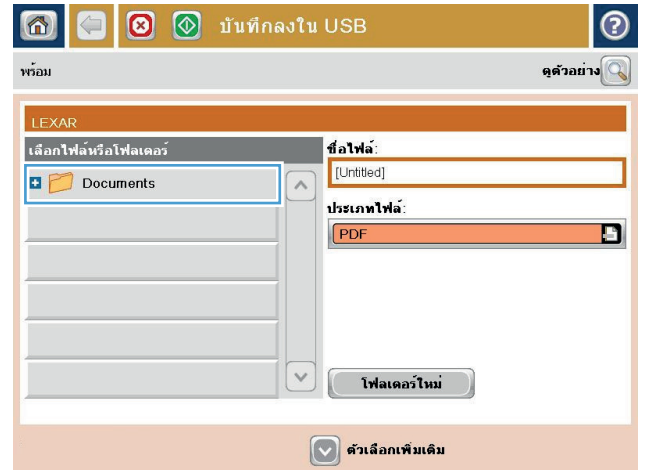 บันทึกลงใน USB
พร้อม
ดูตัวอย่าง
LEXAR
เลือกไฟล์หรือโฟลเดอร์
ชื่อไฟล์:
Documents
[Untitled]
ประเภทไฟล์:
PDF
โฟลเดอร์ใหม่
ตัวเลือกเพิ่มเติม